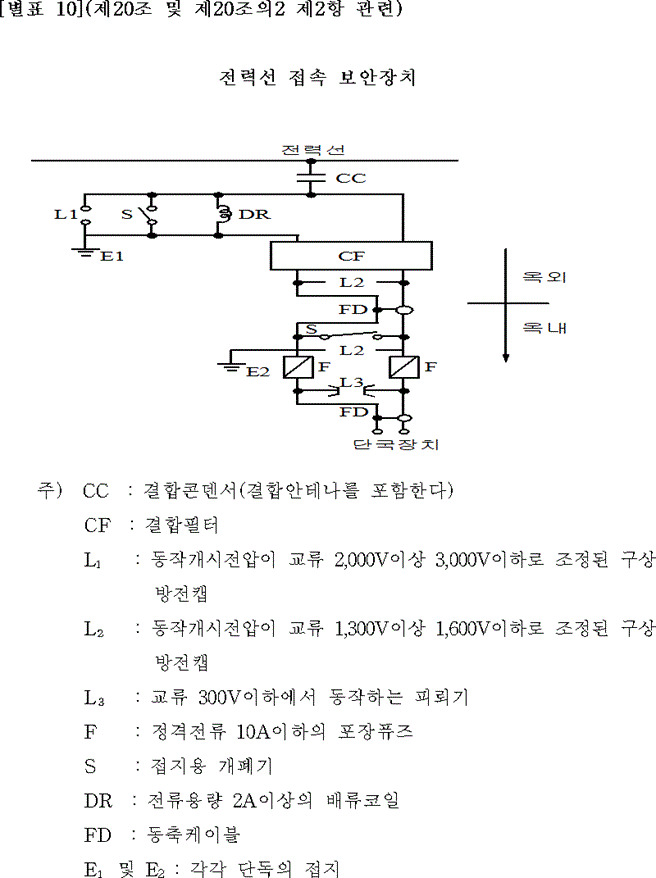 [별표 10](제20조 및 제20조의2 제2항 관련)
전력선 접속 보안장치
전력선
CC
L1
S
DR
E1
CF
L2
옥외
FD
옥내
S
L2
E2
F
F
L3
FD
단국장치
주) CC : 결합콘덴서(결합안테나를 포함한다)
CF : 결합필터
L₁ : 동작개시전압이 교류 2,000V이상 3,000V이하로 조정된 구상
방전캡
L₂ : 동작개시전압이 교류 1,300V이상 1,600V이하로 조정된 구상
방전캡
L₃ : 교류 300V이하에서 동작하는 피뢰기
F : 정격전류 10A이하의 포장퓨즈
S : 접지용 개폐기
DR : 전류용량 2A이상의 배류코일
FD : 동축케이블
E₁ 및 E₂ : 각각 단독의 접지